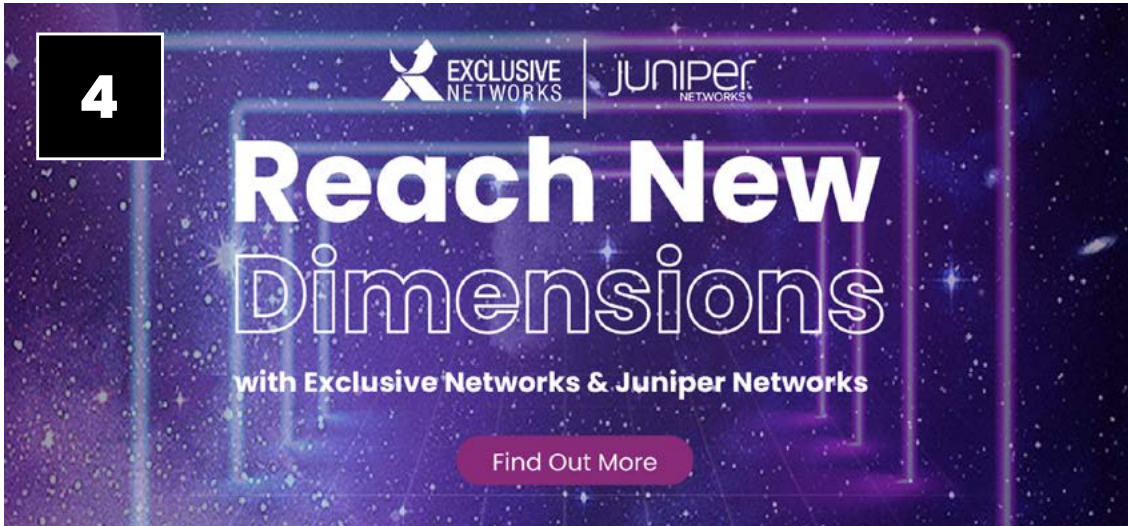 4
EXCLUSIVE
NETWORKS
JUNIPER
NETWORKS
Reach New
Dimensions
with Exclusive Networks & Juniper Networks
Find Out More